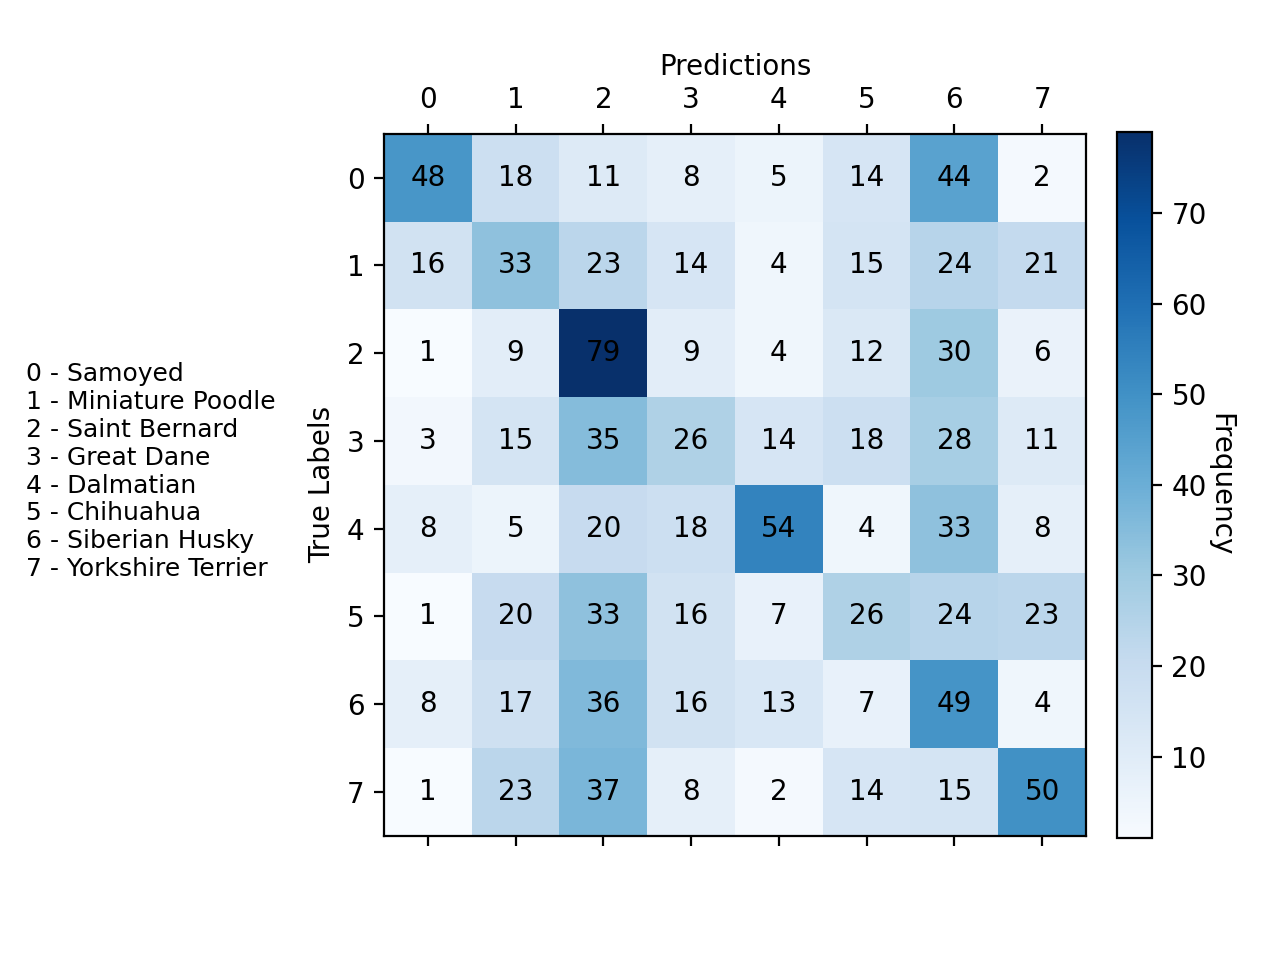 Predictions
0 1 2 3 4 5 6 7
0 48 18 11 8 5 14 44 2
1 16 33 23 14 4 15 24 21
2 1 9 79 9 4 12 30 6
3 3 15 35 26 14 18 28 11
4 8 5 20 18 54 4 33 8
5 1 20 33 16 7 26 24 23
6 8 17 36 16 13 7 49 4
7 1 23 37 8 2 14 15 50
True Labels
0 - Samoyed
1 - Miniature Poodle
2 - Saint Bernard
3 - Great Dane
4 - Dalmatian
5 - Chihuahua
6 - Siberian Husky
7 - Yorkshire Terrier
70
60
50
40
30
20
10
Frequency